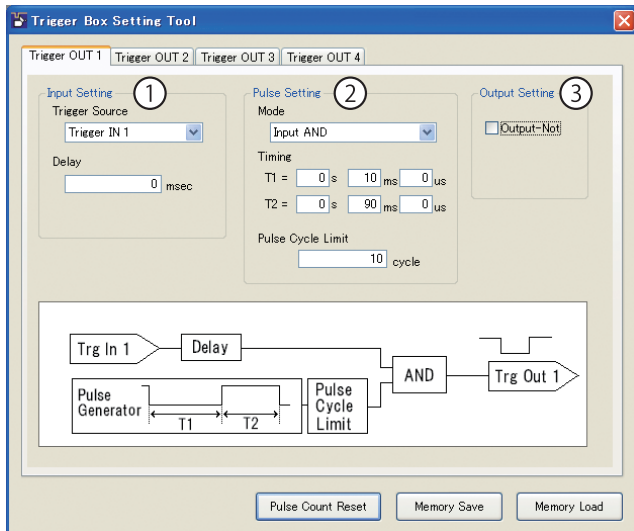 Trigger Box Setting Tool
Trigger OUT 1 Trigger OUT 2 Trigger OUT 3 Trigger OUT 4
Input Setting 1
Trigger Source
Trigger IN 1
Delay
0 msec
Pulse Setting 2
Mode
Input AND
Timing
T1 = 0 s 10 ms 0 us
T2 = 0 s 90 ms 0 us
Pulse Cycle Limit
10 cycle
Output Setting 3
Output-Not
Trg In 1
Delay
Pulse
Generator
T1
T2
Pulse
Cycle
Limit
AND
Trg Out 1
Pulse Count Reset
Memory Save
Memory Load